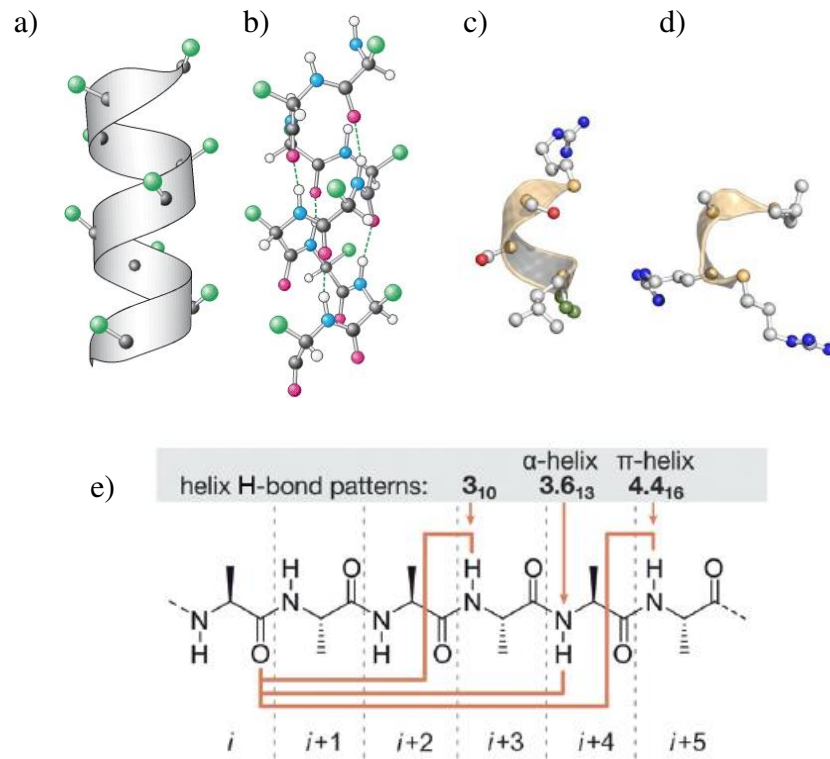 a) b) c) d)
e)
α-helix π-helix
helix H-bond patterns: 3₁₀ 3.6₁₃ 4.4₁₆
H O H O H O
N N N N N N
H O H O H O
i i+1 i+2 i+3 i+4 i+5